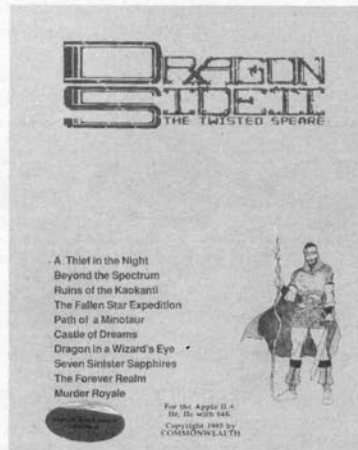 DRAGON
SIDE II
THE TWISTED SPEARE
A Thief in the Night
Beyond the Spectrum
Ruins of the Kaokanti
The Fallen Star Expedition
Path of a Minotaur
Castle of Dreams
Dragon in a Wizard's Eye
Seven Sinister Sapphires
The Forever Realm
Murder Royale
For the Apple II+
IIe, IIc with 64K
Copyright 1985 by
COMMONWEALTH